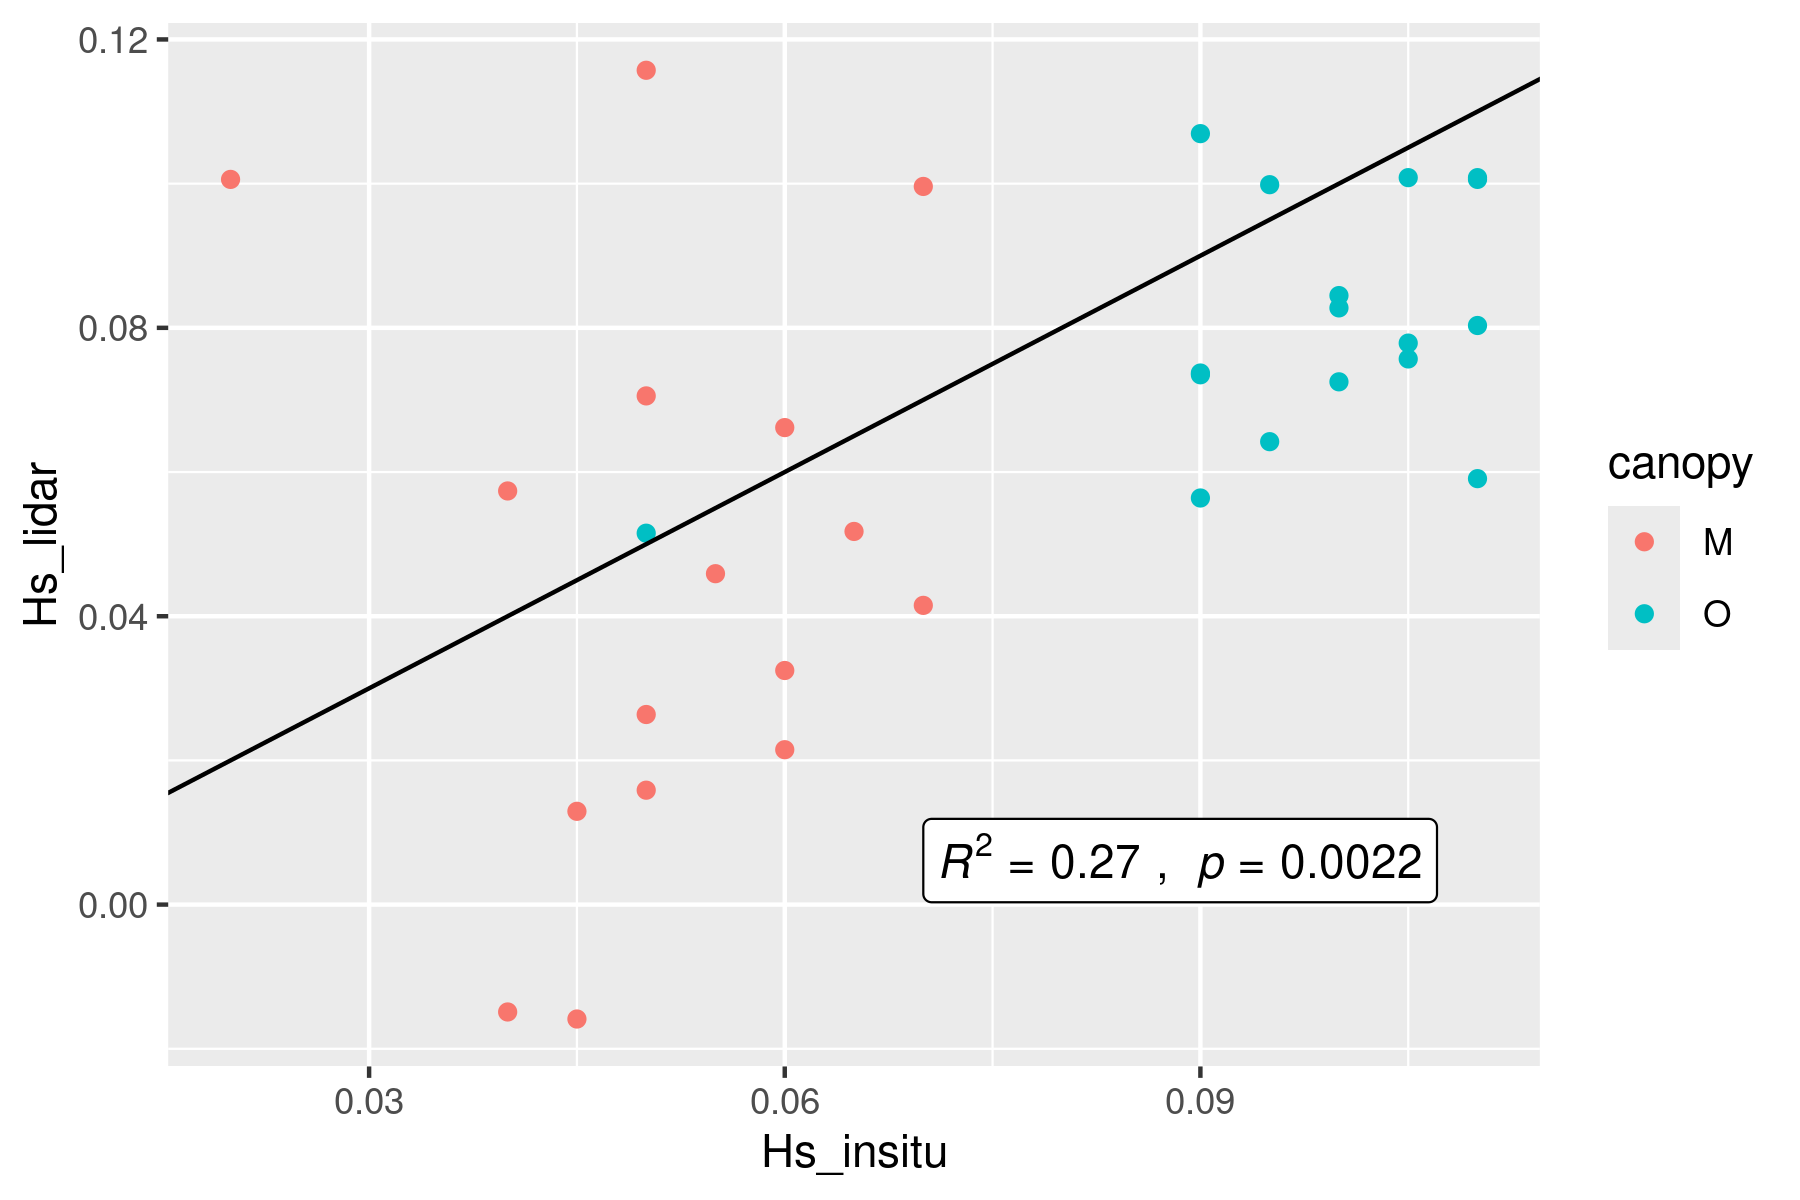 0.12
0.08
0.04
0.00
Hs_lidar
0.03
0.06
0.09
Hs_insitu
R² = 0.27 , p = 0.0022
canopy
M
O